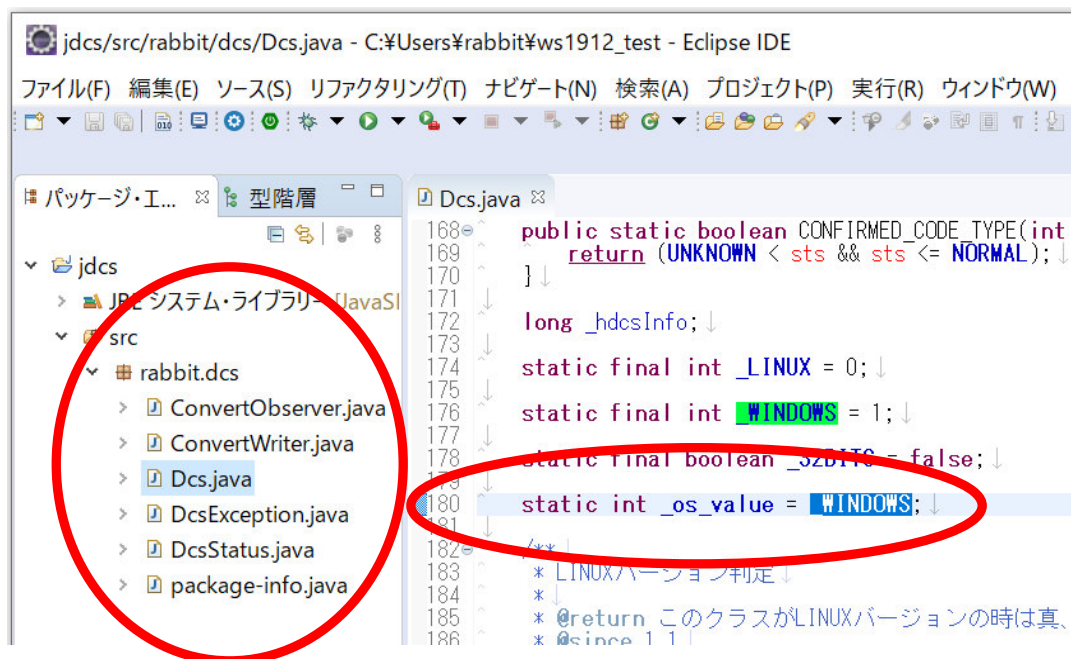 jdcs/src/rabbit/dcs/Dcs.java - C:¥Users¥rabbit¥ws1912_test - Eclipse IDE
ファイル(F) 編集(E) ソース(S) リファクタリング(T) ナビゲート(N) 検索(A) プロジェクト(P) 実行(R) ウィンドウ(W)
パッケージ・エ... 型階層
jdcs
JRE システム・ライブラリー [JavaSI
src
rabbit.dcs
ConvertObserver.java
ConvertWriter.java
Dcs.java
DcsException.java
DcsStatus.java
package-info.java
Dcs.java
168 public static boolean CONFIRMED_CODE_TYPE(int
169 return (UNKNOWN < sts && sts <= NORMAL);↓
170 }↓
171 ↓
172 long _hdcsInfo;↓
173 ↓
174 static final int _LINUX = 0;↓
175 ↓
176 static final int _WINDOWS = 1;↓
177 ↓
178 static final boolean _32BITS = false;↓
179 ↓
180 static int _os_value = _WINDOWS;↓
181 ↓
182 /**↓
183 * LINUXバージョン判定↓
184 *↓
185 * @return このクラスがLINUXバージョンの時は真、
186 * @since 1.1↓